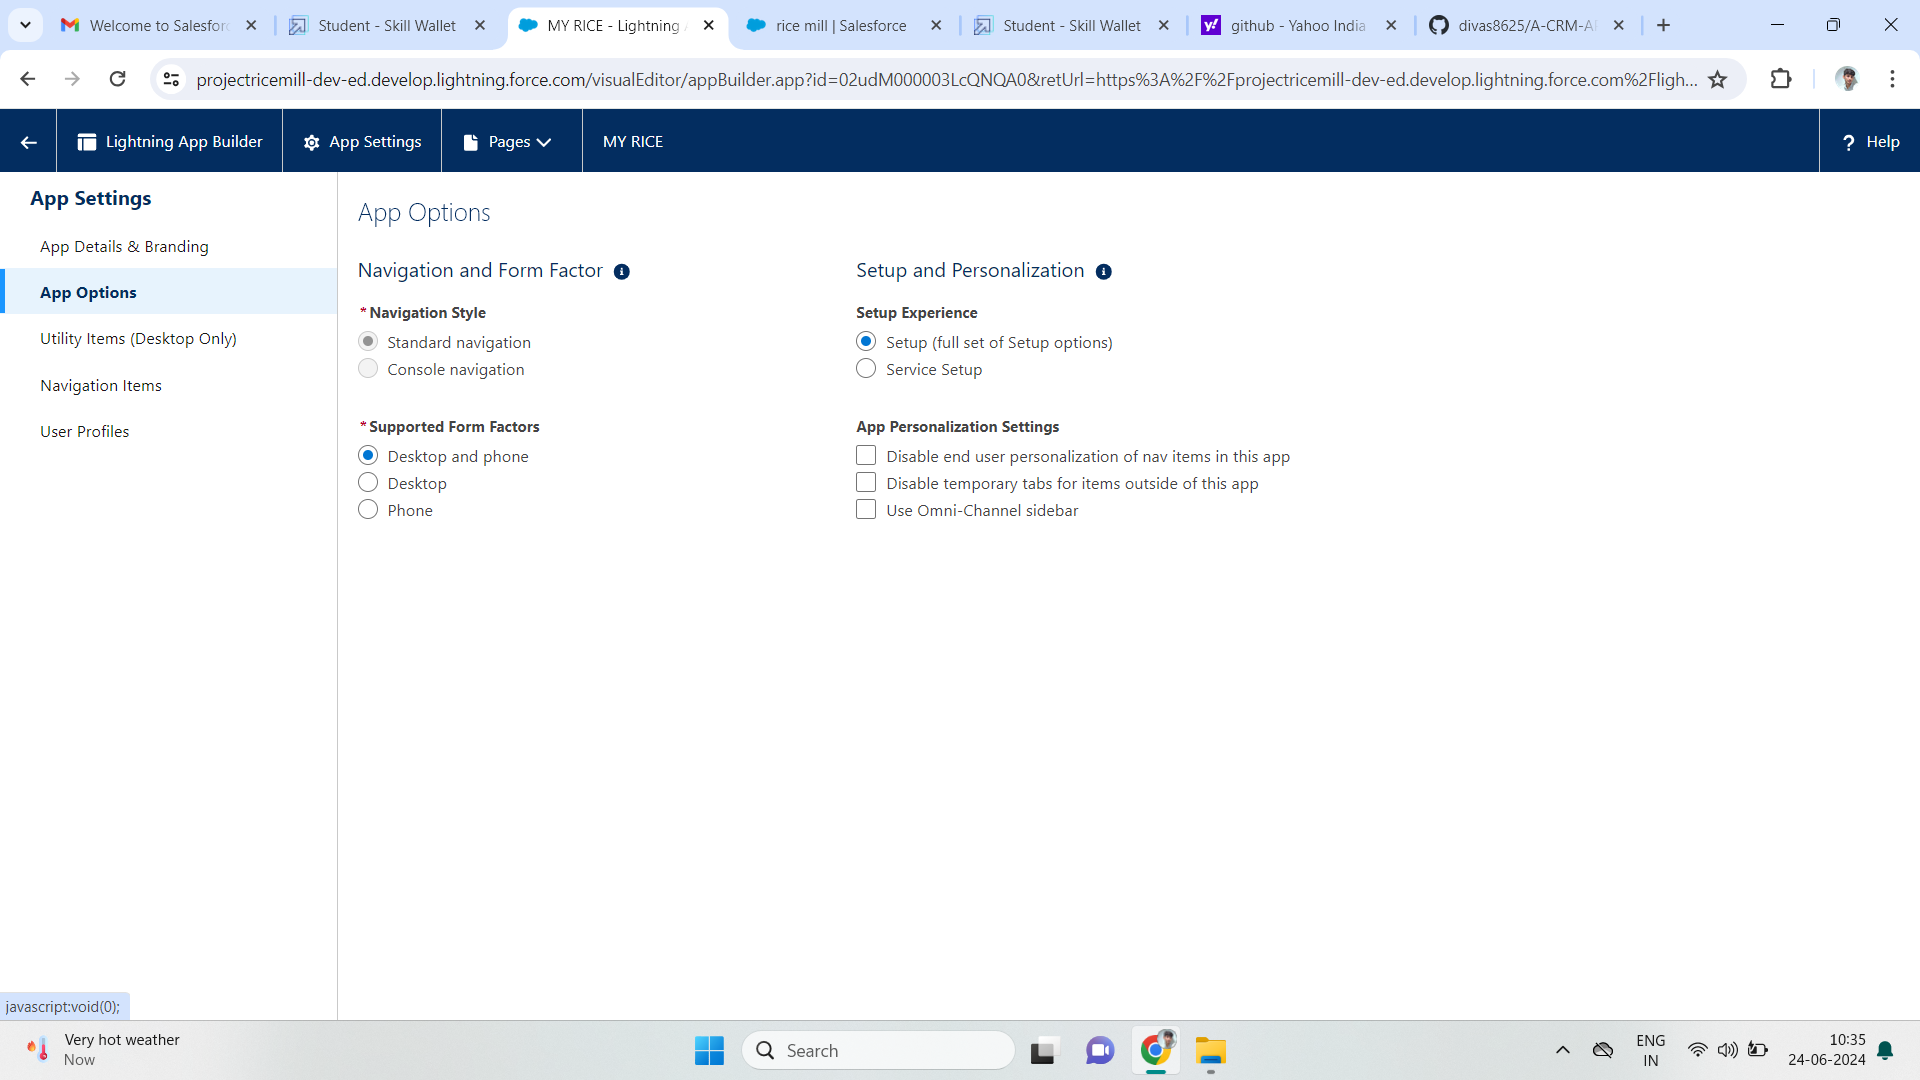 Welcome to Salesforc
Student - Skill Wallet
MY RICE - Lightning
rice mill | Salesforce
Student - Skill Wallet
github - Yahoo India
divas8625/A-CRM-A
projectricemill-dev-ed.develop.lightning.force.com/visualEditor/appBuilder.app?id=02udM000003LcQNQA0&retUrl=https%3A%2F%2Fprojectricemill-dev-ed.develop.lightning.force.com%2Fligh...
Lightning App Builder
App Settings
Pages
MY RICE
? Help
App Settings
App Details & Branding
App Options
Utility Items (Desktop Only)
Navigation Items
User Profiles
App Options
Navigation and Form Factor
*Navigation Style
Standard navigation
Console navigation
*Supported Form Factors
Desktop and phone
Desktop
Phone
Setup and Personalization
Setup Experience
Setup (full set of Setup options)
Service Setup
App Personalization Settings
Disable end user personalization of nav items in this app
Disable temporary tabs for items outside of this app
Use Omni-Channel sidebar
javascript:void(0);
Very hot weather
Now
Search
ENG
IN
10:35
24-06-2024